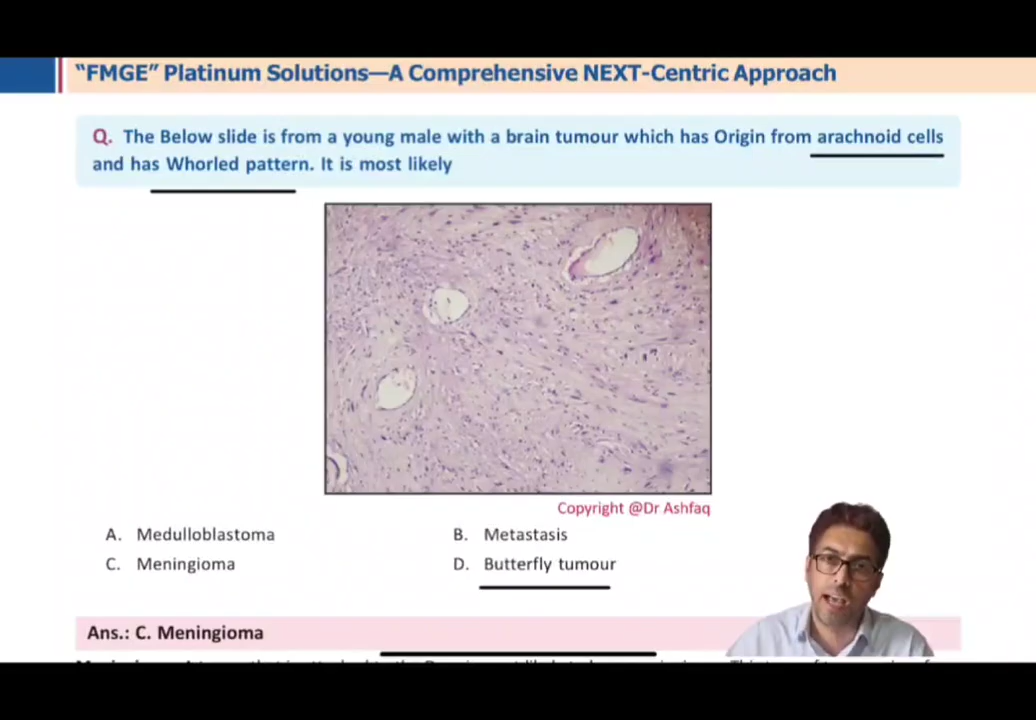 "FMGE" Platinum Solutions—A Comprehensive NEXT-Centric Approach
Q. The Below slide is from a young male with a brain tumour which has Origin from arachnoid cells
and has Whorled pattern. It is most likely
Copyright @Dr Ashfaq
A. Medulloblastoma
B. Metastasis
C. Meningioma
D. Butterfly tumour
Ans.: C. Meningioma